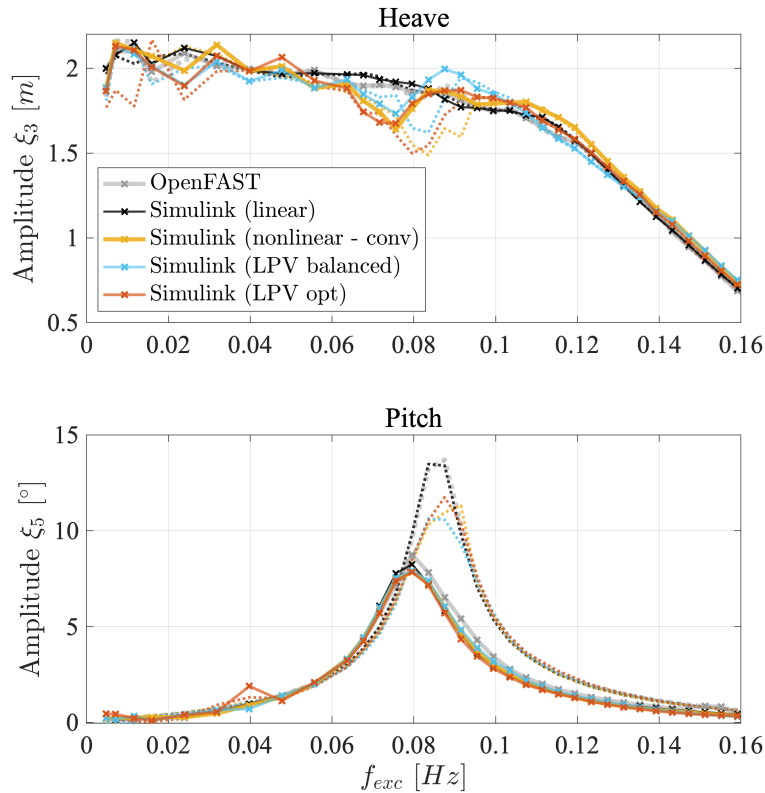 Heave
Amplitude ξ₃ [m]
2
1.5
1
0.5
OpenFAST
Simulink (linear)
Simulink (nonlinear - conv)
Simulink (LPV balanced)
Simulink (LPV opt)
0 0.02 0.04 0.06 0.08 0.1 0.12 0.14 0.16
Pitch
Amplitude ξ₅ [°]
15
10
5
0
0 0.02 0.04 0.06 0.08 0.1 0.12 0.14 0.16
f_exc [Hz]